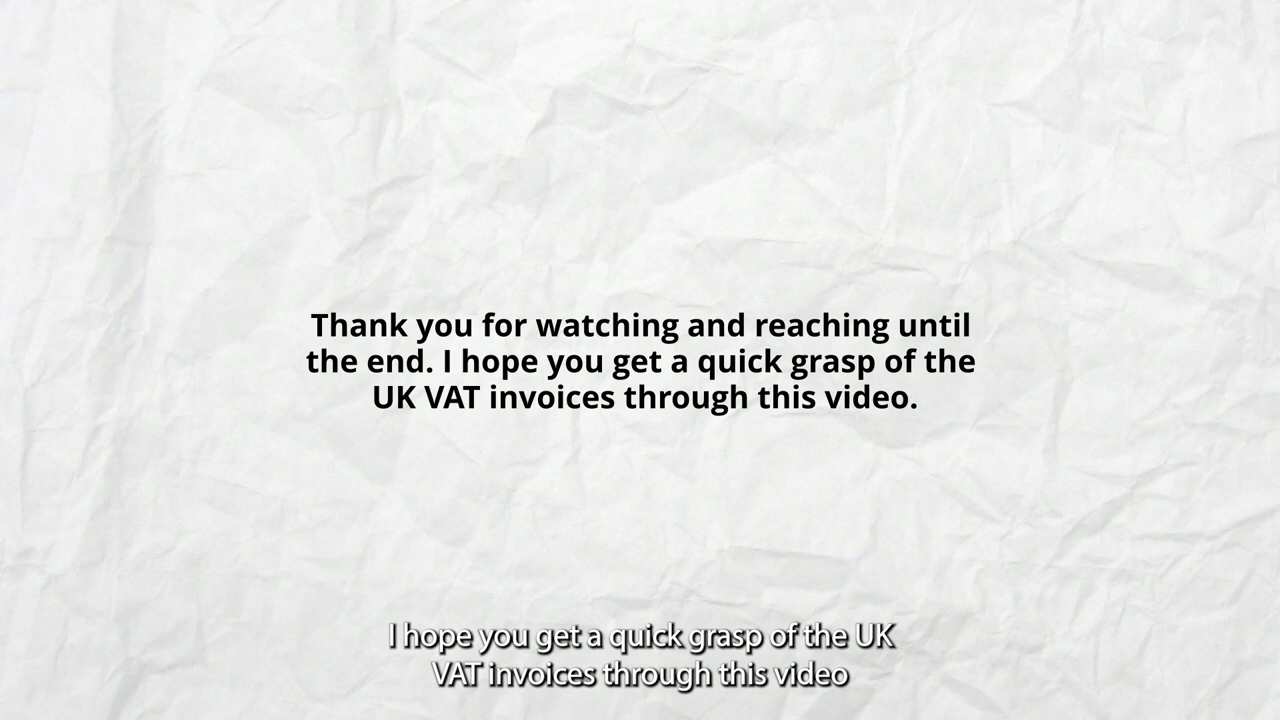 Thank you for watching and reaching until
the end. I hope you get a quick grasp of the
UK VAT invoices through this video.
I hope you get a quick grasp of the UK
VAT invoices through this video